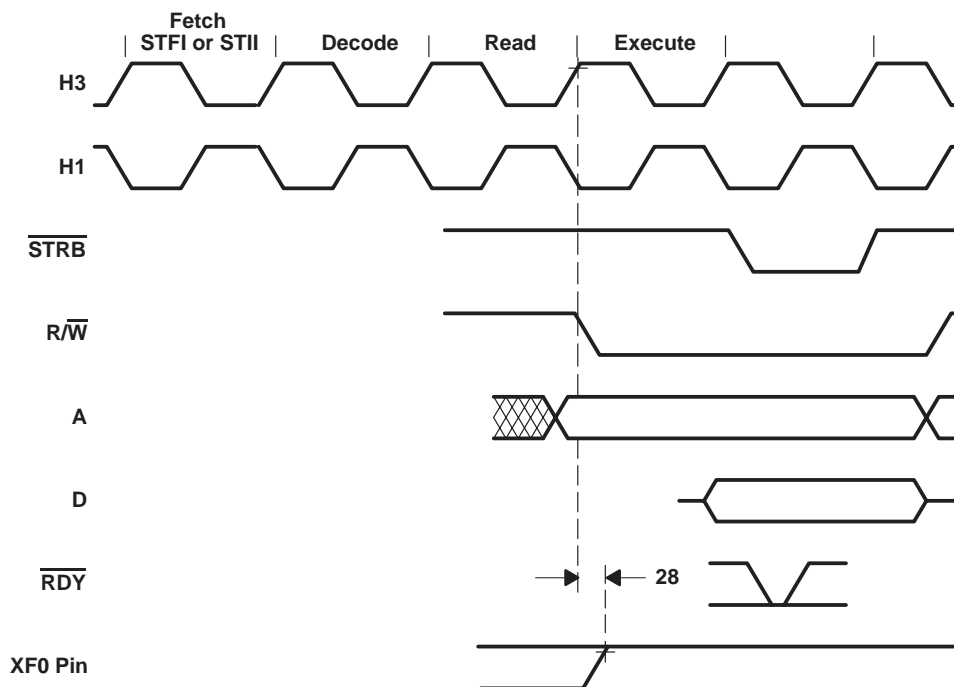 Fetch
STFI or STII
Decode
Read
Execute
H3
H1
STRB
R/W
A
D
RDY
28
XF0 Pin